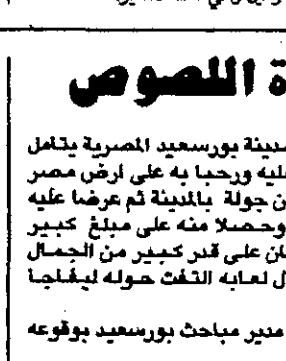 ة اللصوص
مدينة بورسعيد المصرية يتامل
عليه ورحبا به على ارض مصر
ن جولة بالمدينة ثم عرضا عليه
وحصلا منه على مبلغ كبير
ان على قدر كبير من الجمال
ل لعابه التفت حوله ليفاجا
مدير مباحث بورسعيد بوقوعه